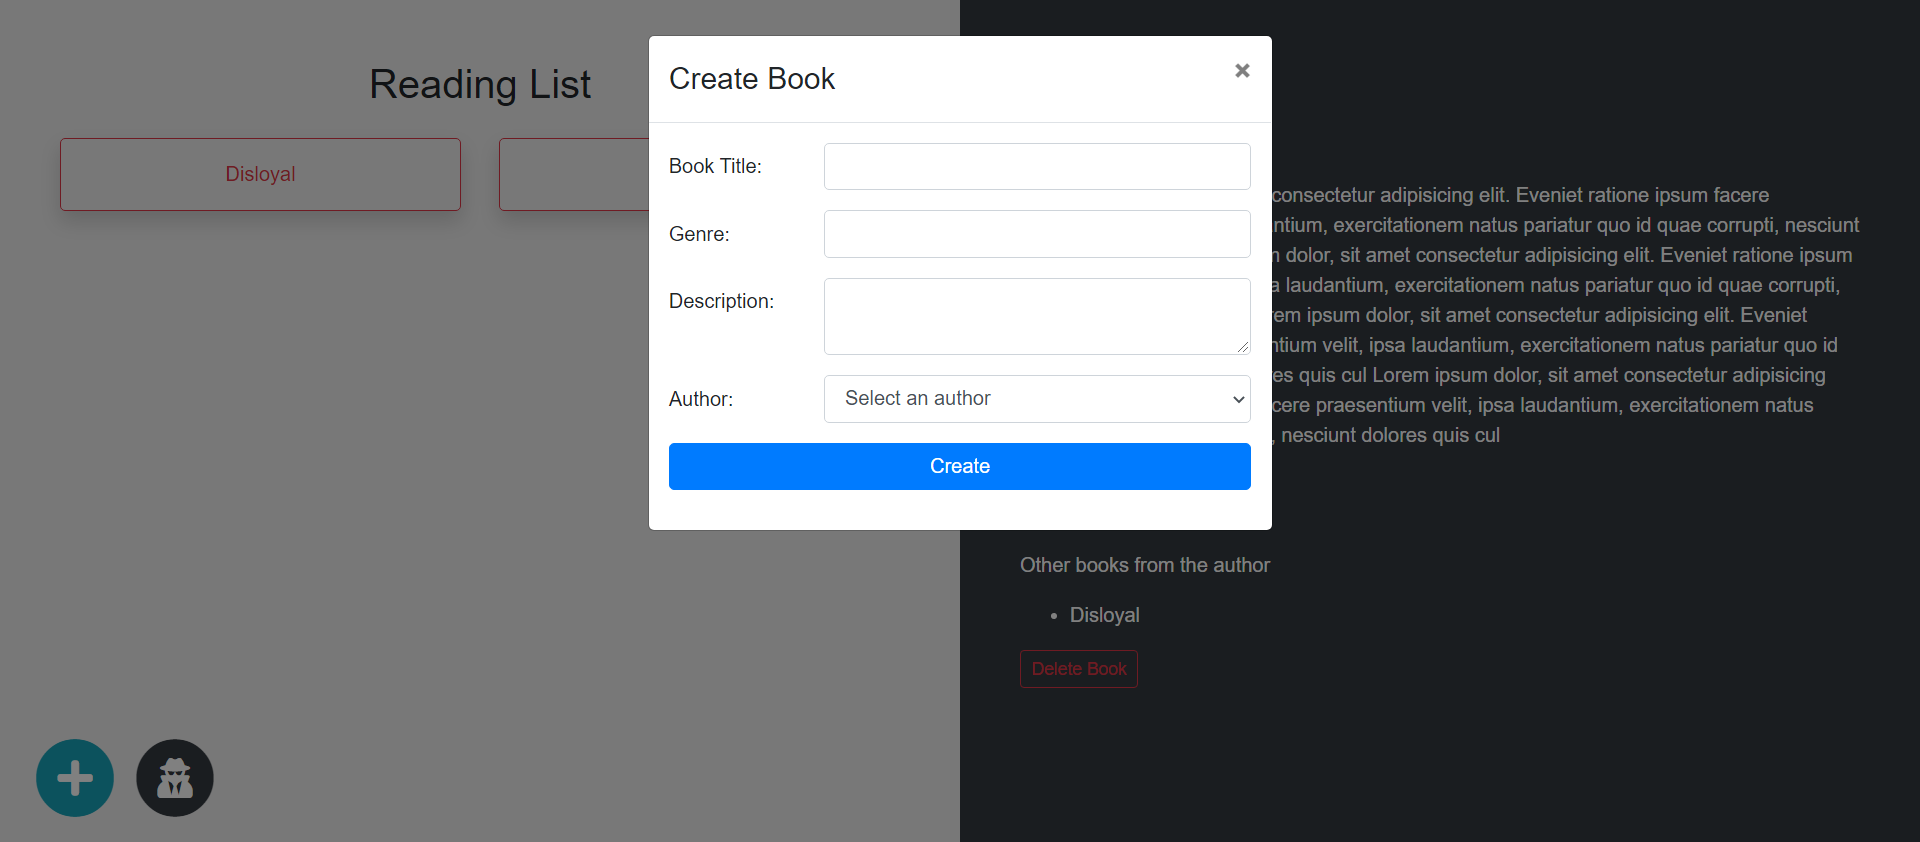 Reading List
Disloyal
Create Book
×
Book Title:
Genre:
Description:
Author:
Select an author
Create
consectetur adipisicing elit. Eveniet ratione ipsum facere
ntium, exercitationem natus pariatur quo id quae corrupti, nesciunt
dolor, sit amet consectetur adipisicing elit. Eveniet ratione ipsum
a laudantium, exercitationem natus pariatur quo id quae corrupti,
rem ipsum dolor, sit amet consectetur adipisicing elit. Eveniet
ntium velit, ipsa laudantium, exercitationem natus pariatur quo id
es quis cul Lorem ipsum dolor, sit amet consectetur adipisicing
cere praesentium velit, ipsa laudantium, exercitationem natus
, nesciunt dolores quis cul
Other books from the author
• Disloyal
Delete Book